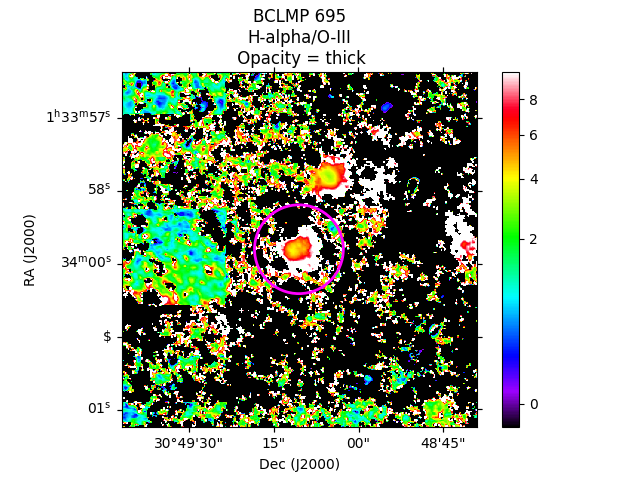 BCLMP 695
H-alpha/O-III
Opacity = thick
1ʰ33ᵐ57ˢ
58ˢ
34ᵐ00ˢ
$
01ˢ
RA (J2000)
30°49'30"
15"
00"
48'45"
Dec (J2000)
8
6
4
2
0